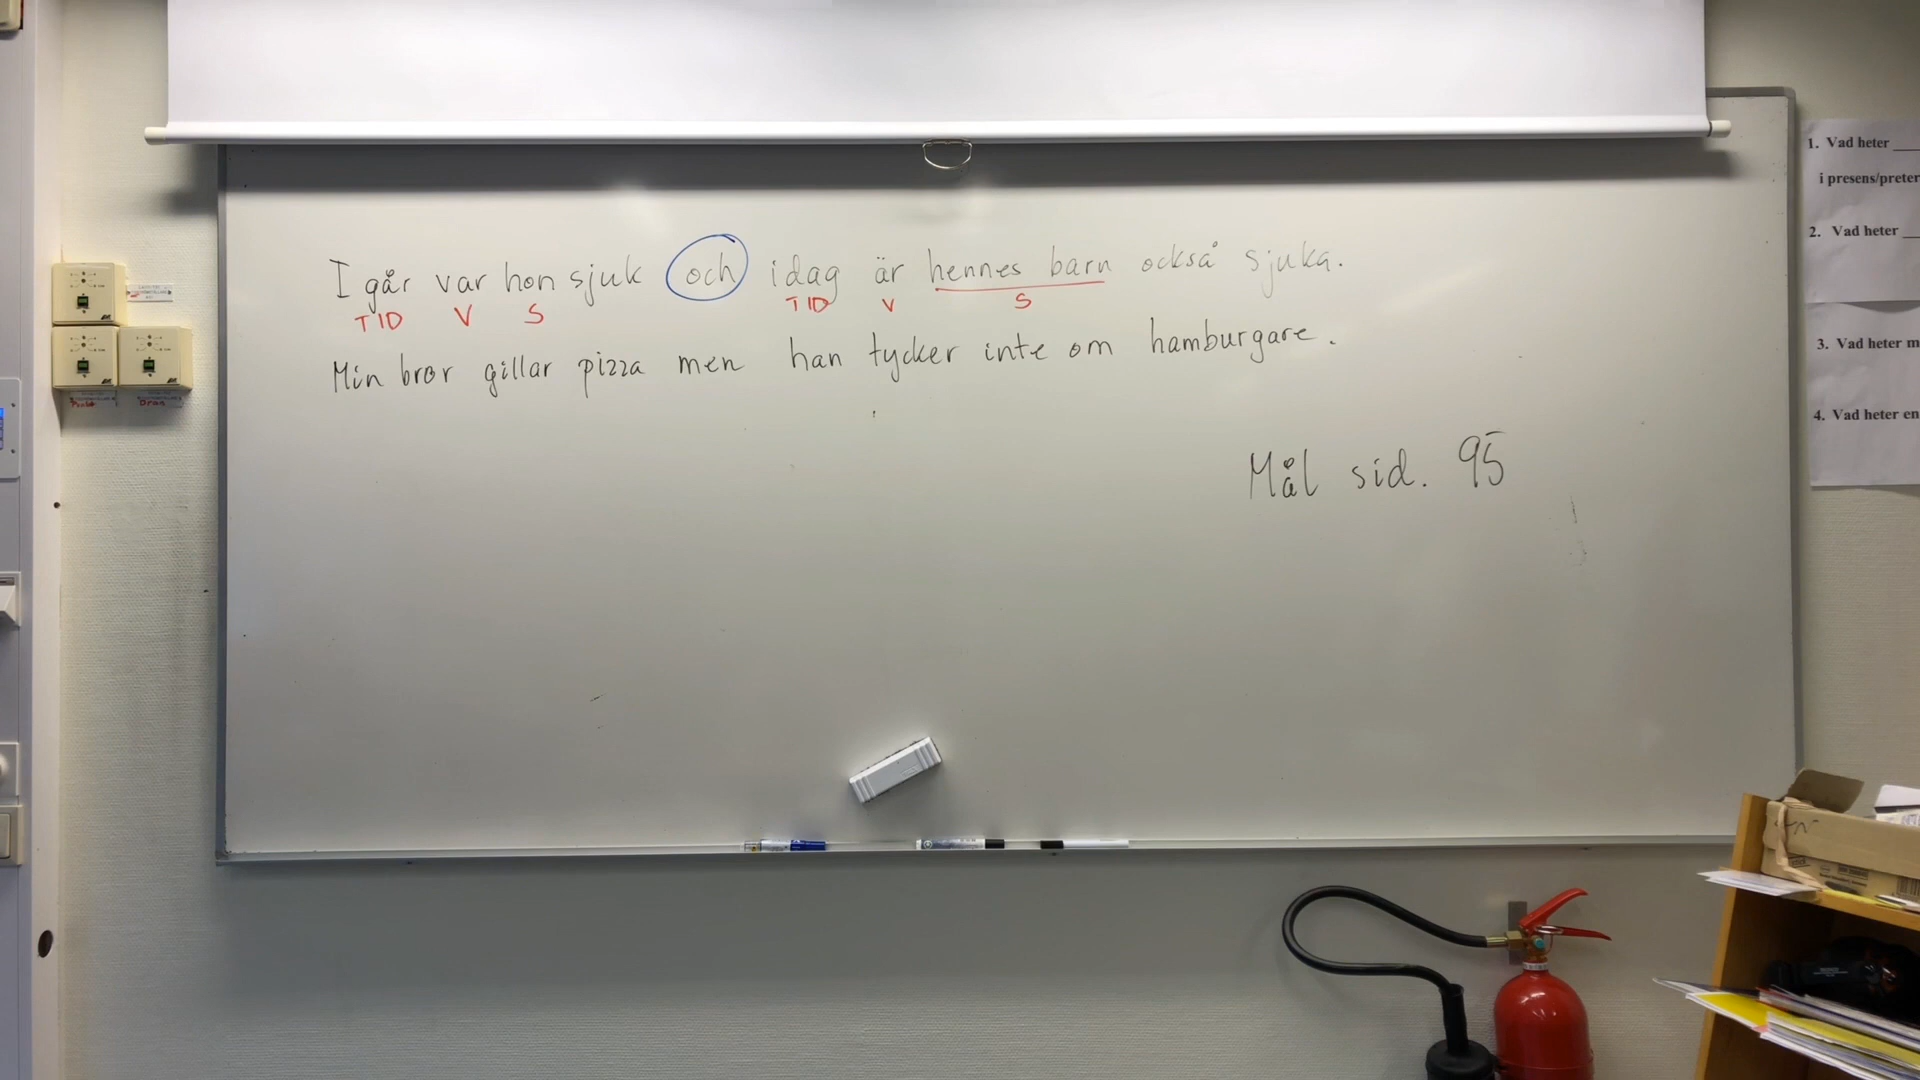 I går var hon sjuk och idag är hennes barn också sjuka.
TID V S TID V S
Min bror gillar pizza men han tycker inte om hamburgare.
Mål sid. 95
1. Vad heter
i presens/preter
2. Vad heter
3. Vad heter m
4. Vad heter en